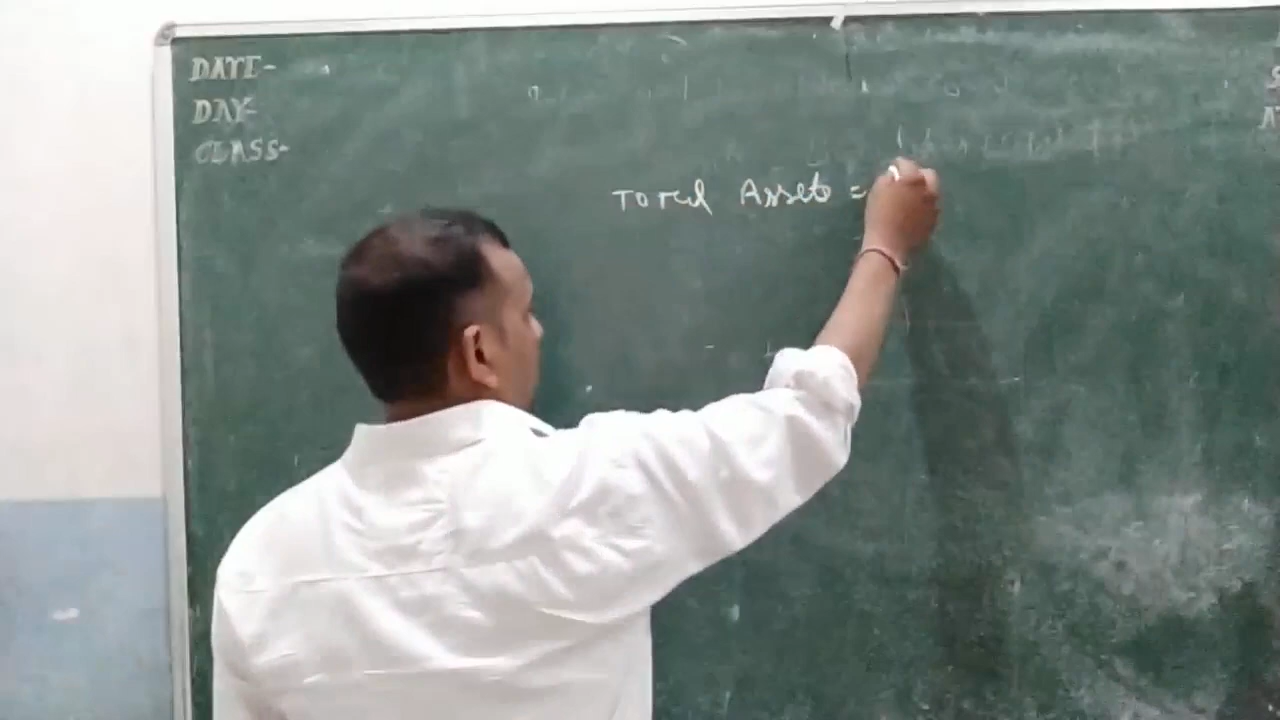 DATE-
DAY-
CLASS-
Total Assets =